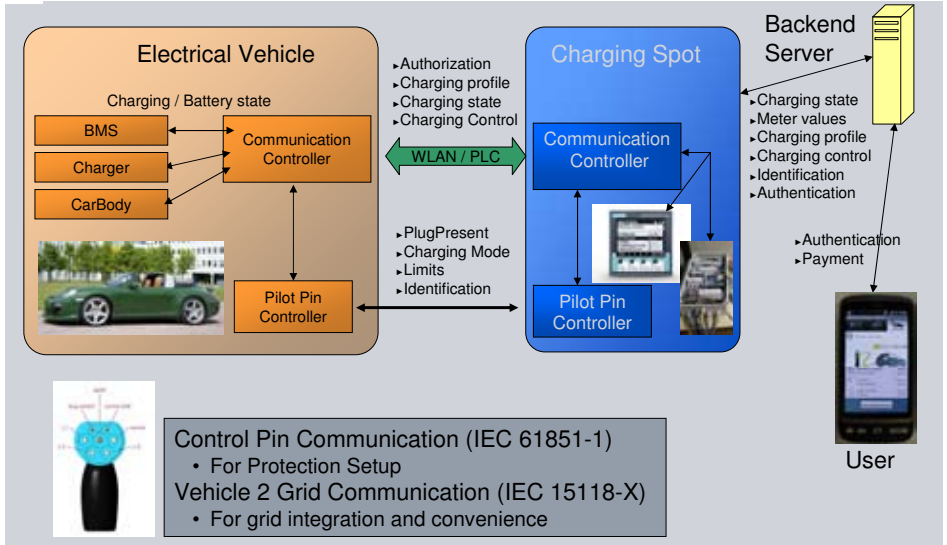 Electrical Vehicle
Charging / Battery state
BMS
Charger
CarBody
Communication
Controller
Pilot Pin
Controller
▸Authorization
▸Charging profile
▸Charging state
▸Charging Control
WLAN / PLC
▸PlugPresent
▸Charging Mode
▸Limits
▸Identification
Charging Spot
Communication
Controller
Pilot Pin
Controller
Backend
Server
▸Charging state
▸Meter values
▸Charging profile
▸Charging control
▸Identification
▸Authentication
▸Authentication
▸Payment
User
Control Pin Communication (IEC 61851-1)
• For Protection Setup
Vehicle 2 Grid Communication (IEC 15118-X)
• For grid integration and convenience